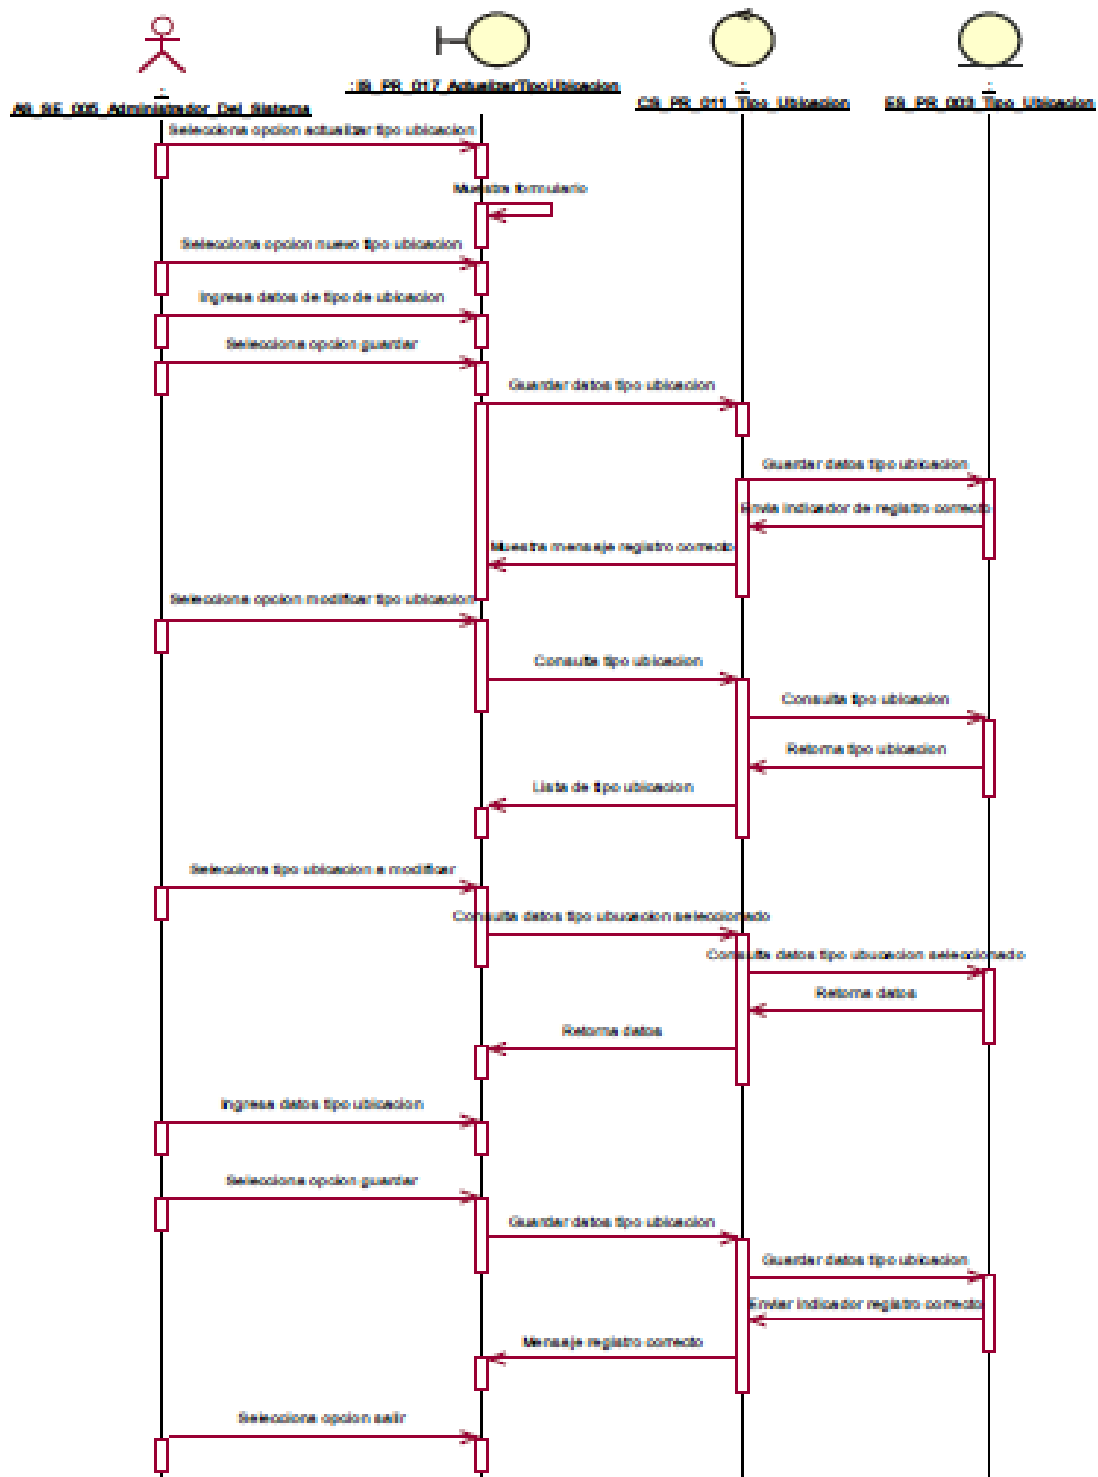 : IS_PR_017_ActualizarTipoUbicacion
:
CS_PR_011_Tipo_Ubicacion
:
ES_PR_003_Tipo_Ubicacion
:
AS_SE_005_Administrador_Del_Sistema
Selecciona opcion actualizar tipo ubicacion
Muestra formulario
Selecciona opcion nuevo tipo ubicacion
Ingresa datos de tipo de ubicacion
Selecciona opcion guardar
Guardar datos tipo ubicacion
Guardar datos tipo ubicacion
Envia indicador de registro correcto
Muestra mensaje registro correcto
Selecciona opcion modificar tipo ubicacion
Consulta tipo ubicacion
Consulta tipo ubicacion
Retorna tipo ubicacion
Lista de tipo ubicacion
Selecciona tipo ubicacion a modificar
Consulta datos tipo ubucacion seleccionado
Consulta datos tipo ubucacion seleccionado
Retorna datos
Retorna datos
Ingresa datos tipo ubicacion
Selecciona opcion guardar
Guardar datos tipo ubicacion
Guardar datos tipo ubicacion
Enviar indicador registro correcto
Mensaje registro correcto
Selecciona opcion salir